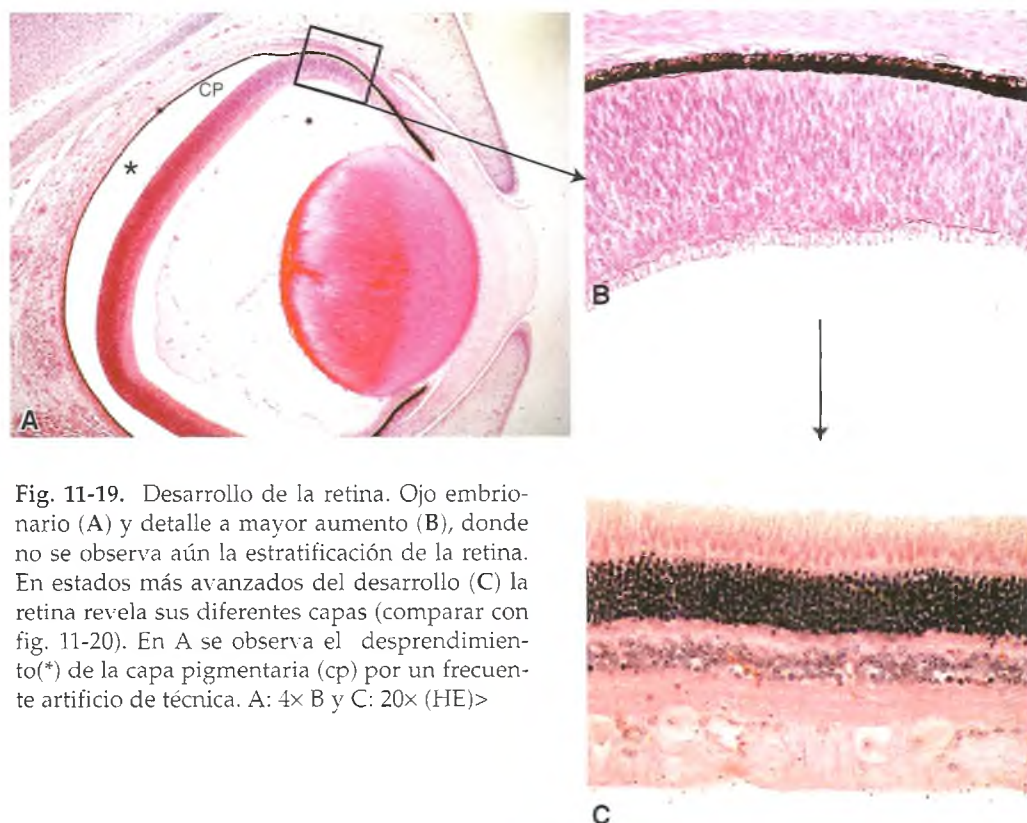 CP
*
A
B
Fig. 11-19. Desarrollo de la retina. Ojo embrio-
nario (A) y detalle a mayor aumento (B), donde
no se observa aún la estratificación de la retina.
En estados más avanzados del desarrollo (C) la
retina revela sus diferentes capas (comparar con
fig. 11-20). En A se observa el desprendimien-
to(*) de la capa pigmentaria (cp) por un frecuen-
te artificio de técnica. A: 4× B y C: 20× (HE)>
C